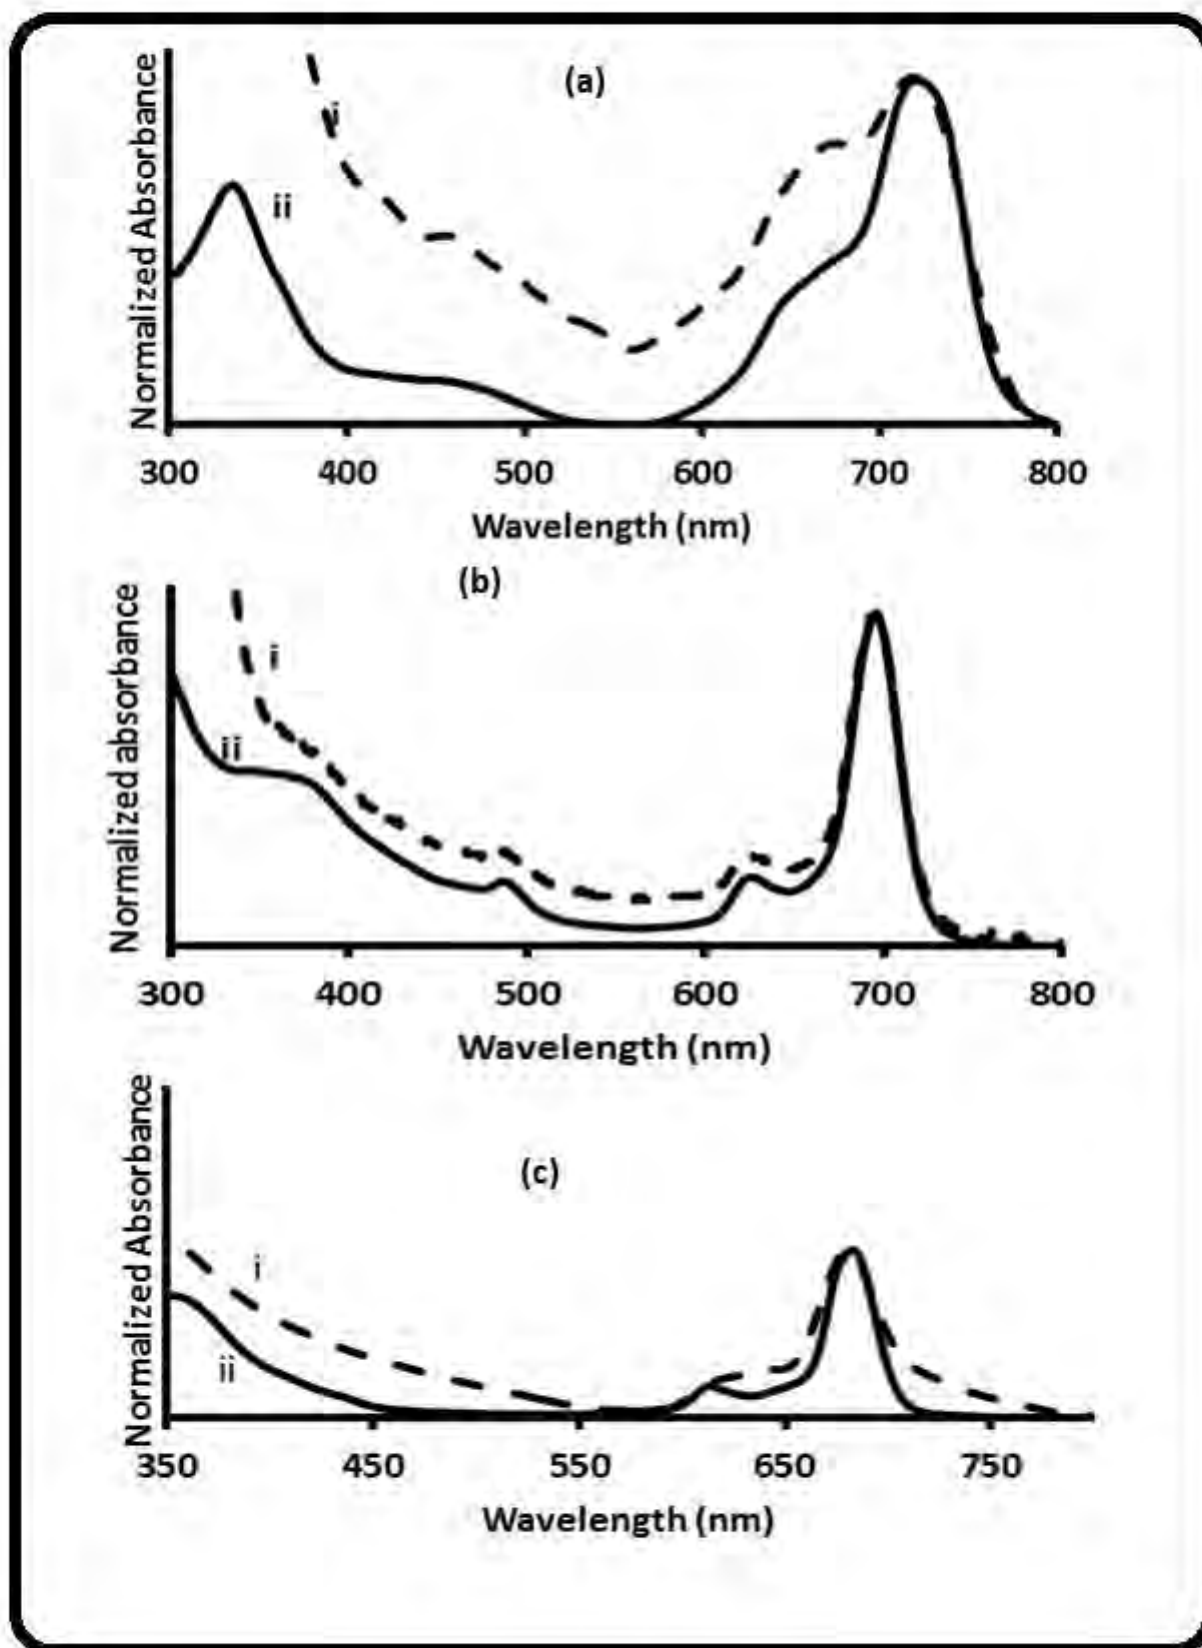 (a)
Normalized Absorbance
i
ii
300 400 500 600 700 800
Wavelength (nm)
(b)
Normalized absorbance
i
ii
300 400 500 600 700 800
Wavelength (nm)
(c)
Normalized Absorbance
i
ii
350 450 550 650 750
Wavelength (nm)